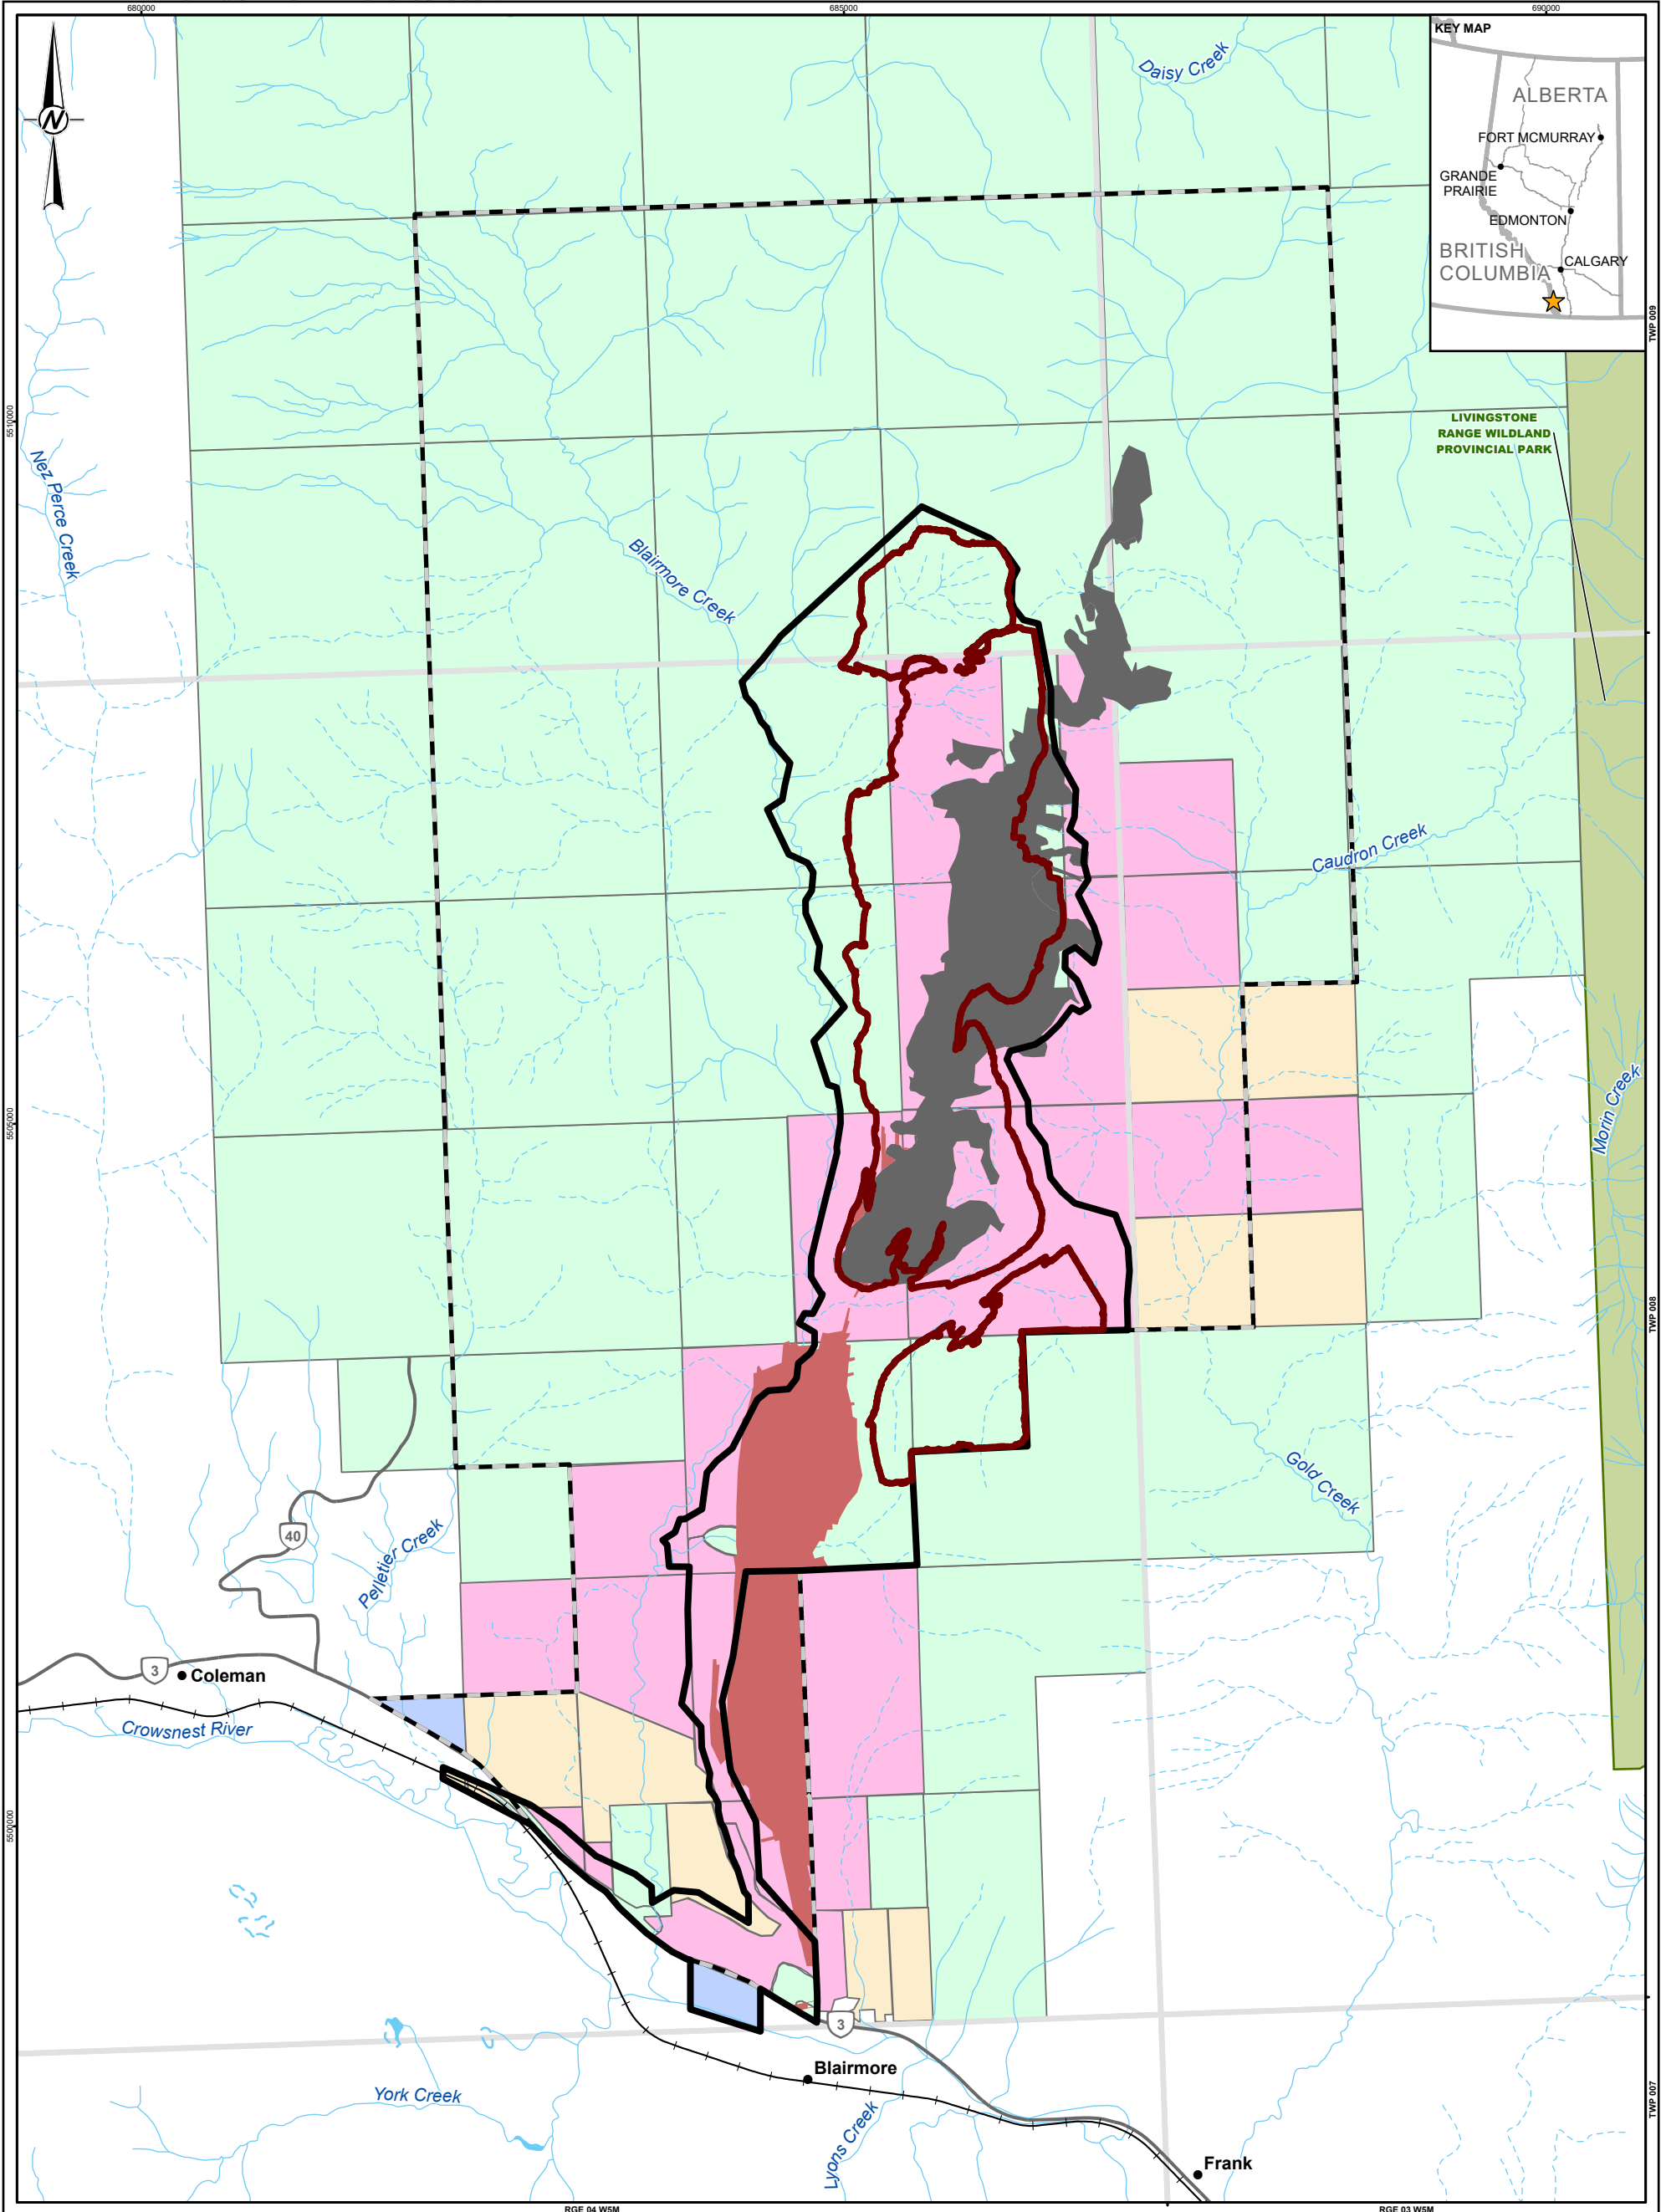 680000
685000
690000
KEY MAP
ALBERTA
FORT MCMURRAY
GRANDE
PRAIRIE
EDMONTON
BRITISH
COLUMBIA
CALGARY
N
Daisy Creek
TWP 009
5510000
LIVINGSTONE
RANGE WILDLAND
PROVINCIAL PARK
Nez Perce Creek
Blairmore Creek
Caudron Creek
Morin Creek
5505000
TWP 008
Gold Creek
40
Pelletier Creek
3
Coleman
Crowsnest River
5500000
3
Blairmore
York Creek
Lyons Creek
TWP 007
Frank
RGE 04 W5M
RGE 03 W5M